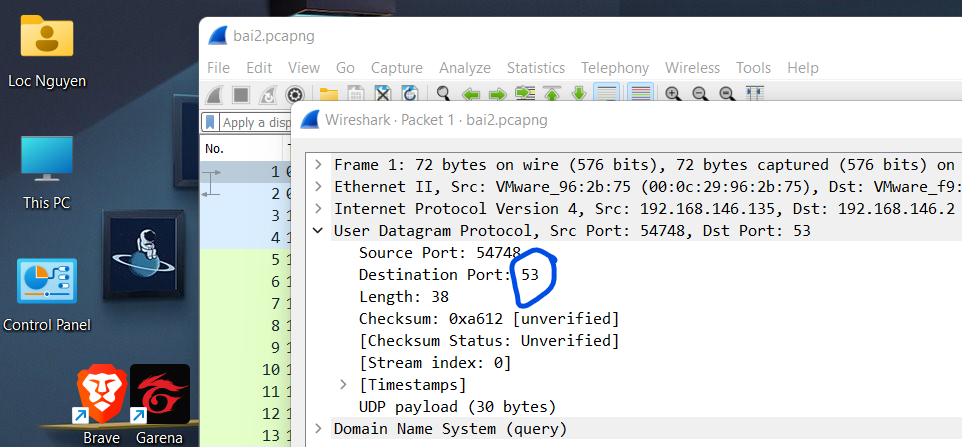 Loc Nguyen
This PC
Control Panel
Brave
Garena
bai2.pcapng
File Edit View Go Capture Analyze Statistics Telephony Wireless Tools Help
Apply a disp
No.
1
2
3
4
5
6
7
8
9
10
11
12
13
Wireshark · Packet 1 · bai2.pcapng
Frame 1: 72 bytes on wire (576 bits), 72 bytes captured (576 bits) on
Ethernet II, Src: VMware_96:2b:75 (00:0c:29:96:2b:75), Dst: VMware_f9:
Internet Protocol Version 4, Src: 192.168.146.135, Dst: 192.168.146.2
User Datagram Protocol, Src Port: 54748, Dst Port: 53
Source Port: 54748
Destination Port: 53
Length: 38
Checksum: 0xa612 [unverified]
[Checksum Status: Unverified]
[Stream index: 0]
[Timestamps]
UDP payload (30 bytes)
Domain Name System (query)